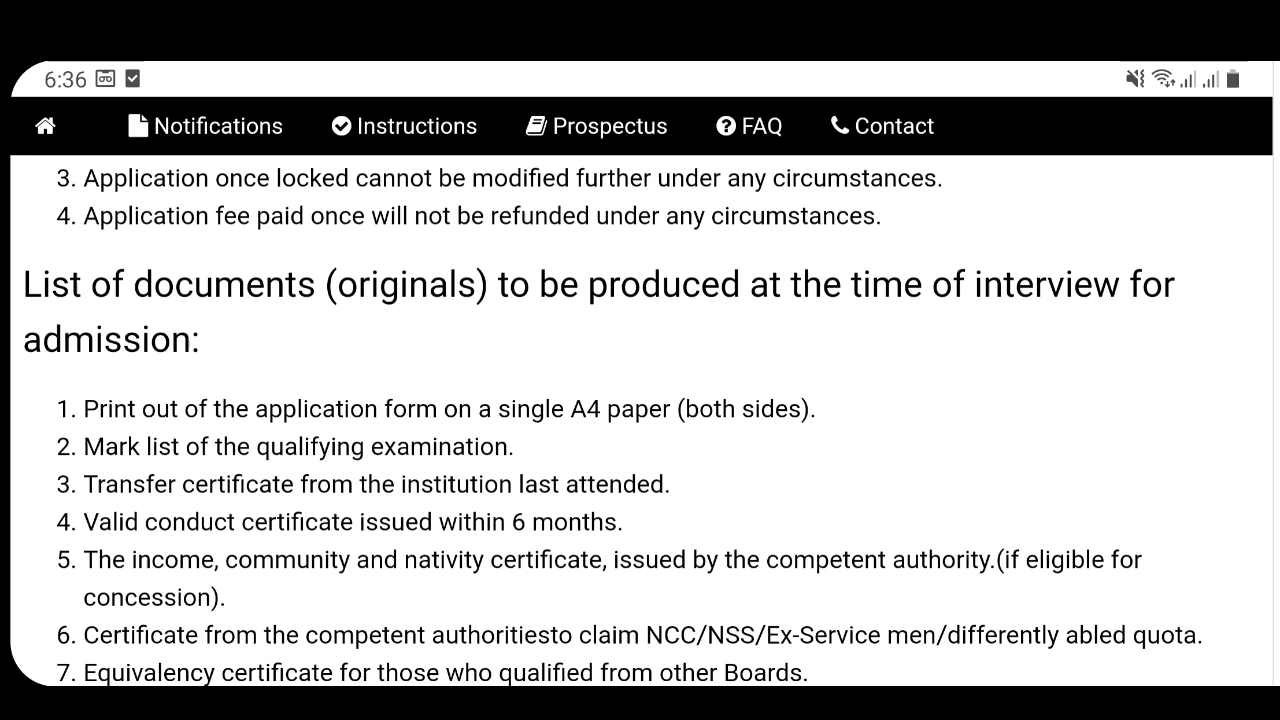 6:36
Notifications Instructions Prospectus FAQ Contact
3. Application once locked cannot be modified further under any circumstances.
4. Application fee paid once will not be refunded under any circumstances.
List of documents (originals) to be produced at the time of interview for
admission:
1. Print out of the application form on a single A4 paper (both sides).
2. Mark list of the qualifying examination.
3. Transfer certificate from the institution last attended.
4. Valid conduct certificate issued within 6 months.
5. The income, community and nativity certificate, issued by the competent authority.(if eligible for
concession).
6. Certificate from the competent authoritiesto claim NCC/NSS/Ex-Service men/differently abled quota.
7. Equivalency certificate for those who qualified from other Boards.